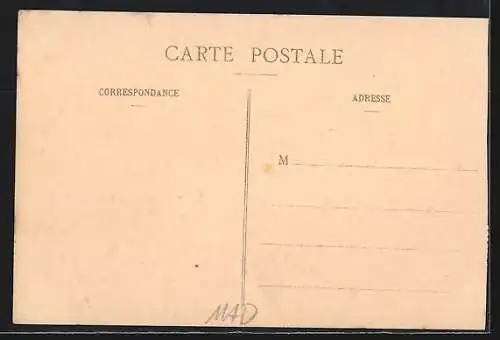 CARTE POSTALE
CORRESPONDANCE
ADRESSE
M
MAD